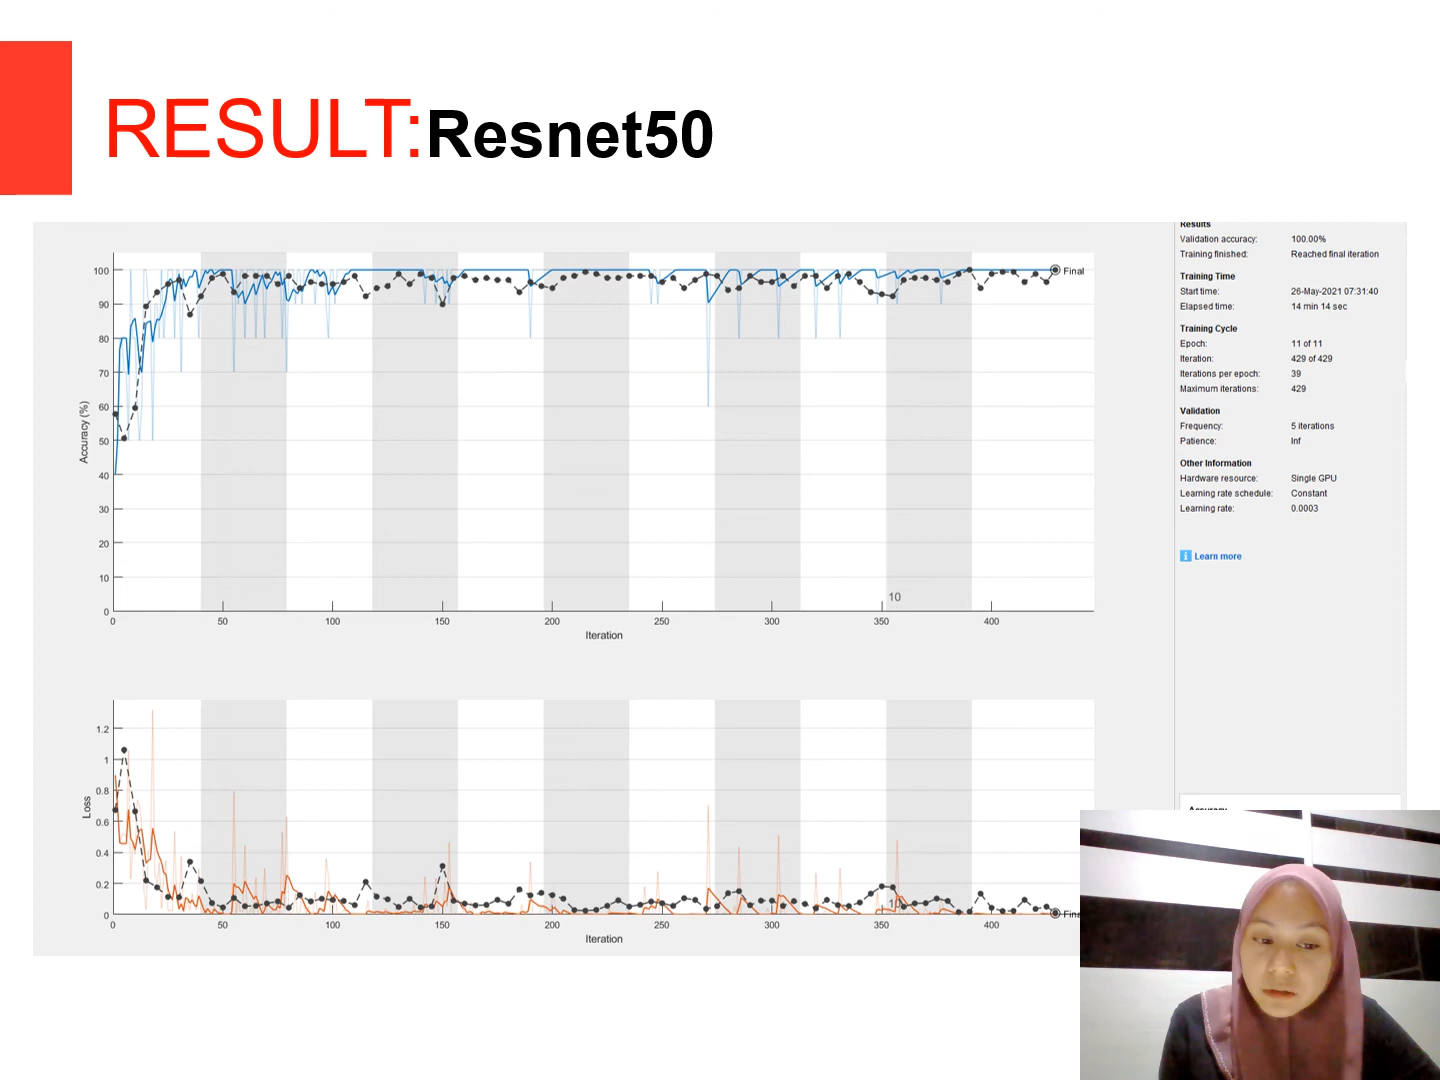 RESULT:Resnet50
Results
Validation accuracy: 100.00%
Training finished: Reached final iteration
Training Time
Start time: 26-May-2021 07:31:40
Elapsed time: 14 min 14 sec
Training Cycle
Epoch: 11 of 11
Iteration: 429 of 429
Iterations per epoch: 39
Maximum iterations: 429
Validation
Frequency: 5 iterations
Patience: Inf
Other Information
Hardware resource: Single GPU
Learning rate schedule: Constant
Learning rate: 0.0003
Learn more
100
90
80
70
60
50
40
30
20
10
0
Accuracy (%)
Final
10
0 50 100 150 200 250 300 350 400
Iteration
1.2
1
0.8
0.6
0.4
0.2
0
Loss
0 50 100 150 200 250 300 350 400
Iteration